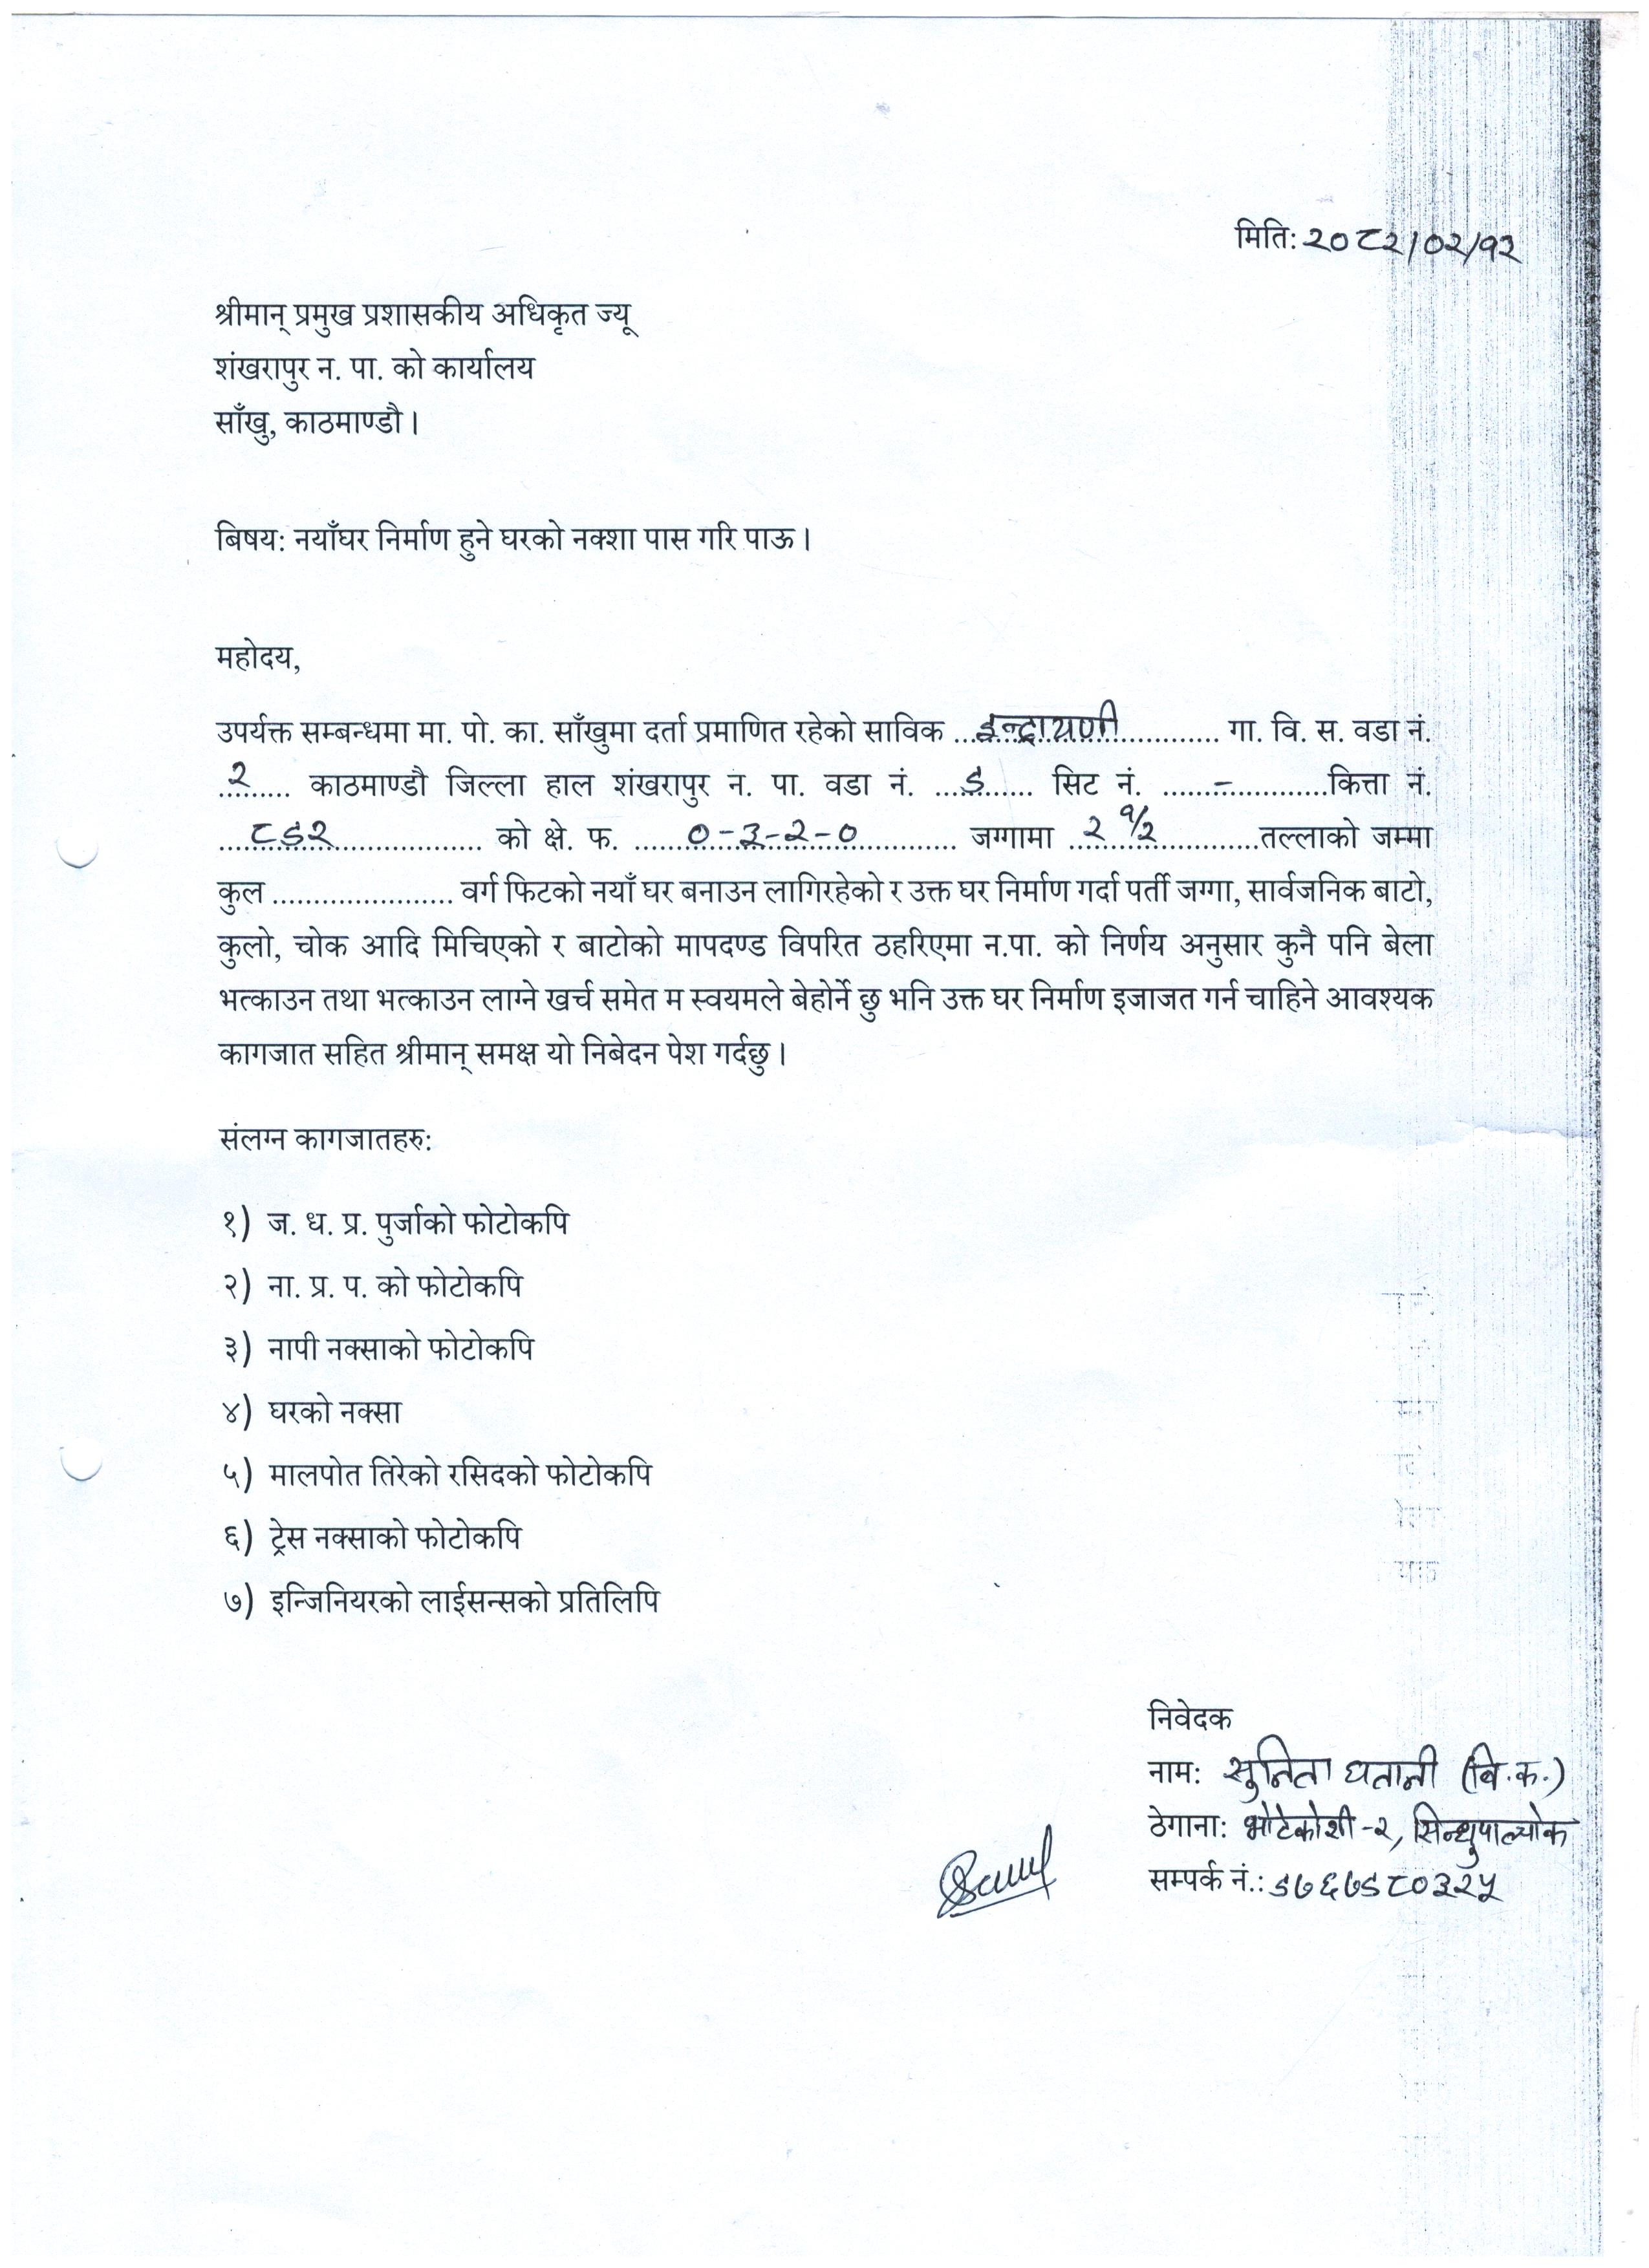 मिति: २०८२/०२/१२
श्रीमान् प्रमुख प्रशासकीय अधिकृत ज्यू
शंखरापुर न. पा. को कार्यालय
साँखु, काठमाण्डौ।
बिषय: नयाँघर निर्माण हुने घरको नक्शा पास गरि पाऊ।
महोदय,
उपर्यक्त सम्बन्धमा मा. पो. का. साँखुमा दर्ता प्रमाणित रहेको साविक ...इन्द्रायणी............... गा. वि. स. वडा नं.
..२...... काठमाण्डौ जिल्ला हाल शंखरापुर न. पा. वडा नं. ...९...... सिट नं. ......-............कित्ता नं.
....८९२.................. को क्षे. फ. ......०-३-२-०............ जग्गामा ..२ १/२............तल्लाको जम्मा
कुल ...................... वर्ग फिटको नयाँ घर बनाउन लागिरहेको र उक्त घर निर्माण गर्दा पर्ती जग्गा, सार्वजनिक बाटो,
कुलो, चोक आदि मिचिएको र बाटोको मापदण्ड विपरित ठहरिएमा न.पा. को निर्णय अनुसार कुनै पनि बेला
भत्काउन तथा भत्काउन लाग्ने खर्च समेत म स्वयमले बेहोर्ने छु भनि उक्त घर निर्माण इजाजत गर्न चाहिने आवश्यक
कागजात सहित श्रीमान् समक्ष यो निबेदन पेश गर्दछु।
संलग्न कागजातहरु:
१) ज. ध. प्र. पुर्जाको फोटोकपि
२) ना. प्र. प. को फोटोकपि
३) नापी नक्साको फोटोकपि
४) घरको नक्सा
५) मालपोत तिरेको रसिदको फोटोकपि
६) ट्रेस नक्साको फोटोकपि
७) इन्जिनियरको लाईसन्सको प्रतिलिपि
निवेदक
नाम: सुनिता घतानी (वि.क.)
ठेगाना: भोटेकोशी-२, सिन्धुपाल्चोक
सम्पर्क नं.: ९७६७९८०३२५